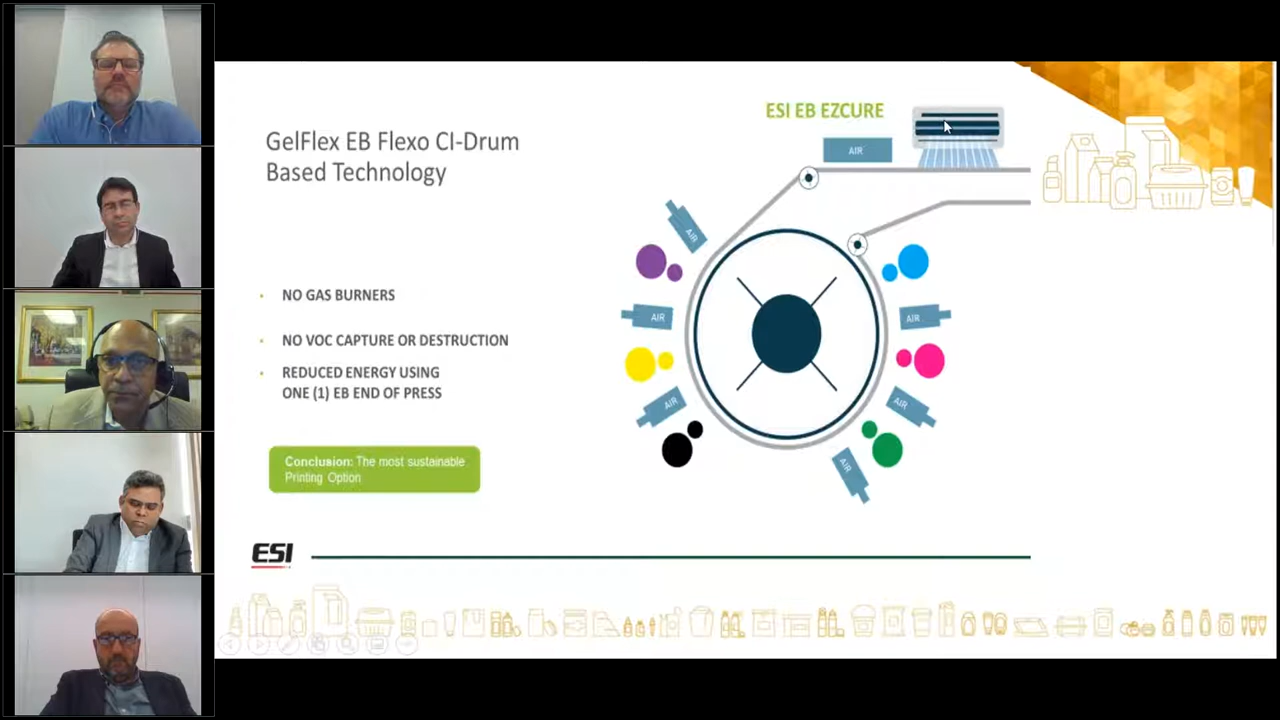 GelFlex EB Flexo CI-Drum
Based Technology
NO GAS BURNERS
NO VOC CAPTURE OR DESTRUCTION
REDUCED ENERGY USING
ONE (1) EB END OF PRESS
Conclusion: The most sustainable
Printing Option
ESI EB EZCURE
AIR
AIR
AIR
AIR
AIR
AIR
AIR
ESI